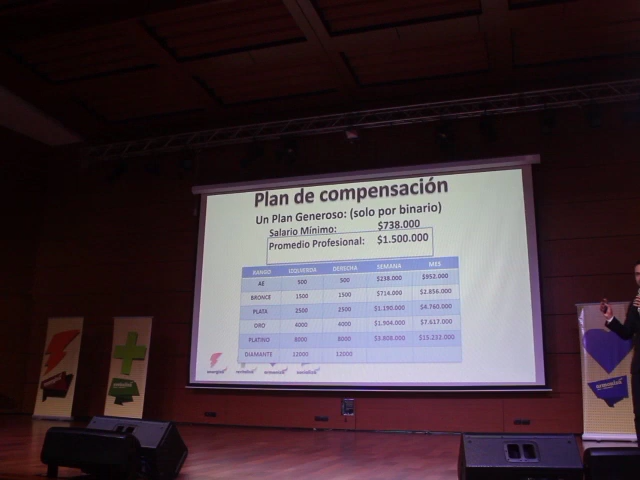 Plan de compensación
Un Plan Generoso: (solo por binario)
Salario Mínimo: $738.000
Promedio Profesional: $1.500.000
RANGO IZQUIERDA DERECHA SEMANA MES
AE 500 500 $238.000 $952.000
BRONCE 1500 1500 $714.000 $2.856.000
PLATA 2500 2500 $1.190.000 $4.760.000
ORO 4000 4000 $1.904.000 $7.617.000
PLATINO 8000 8000 $3.808.000 $15.232.000
DIAMANTE 12000 12000